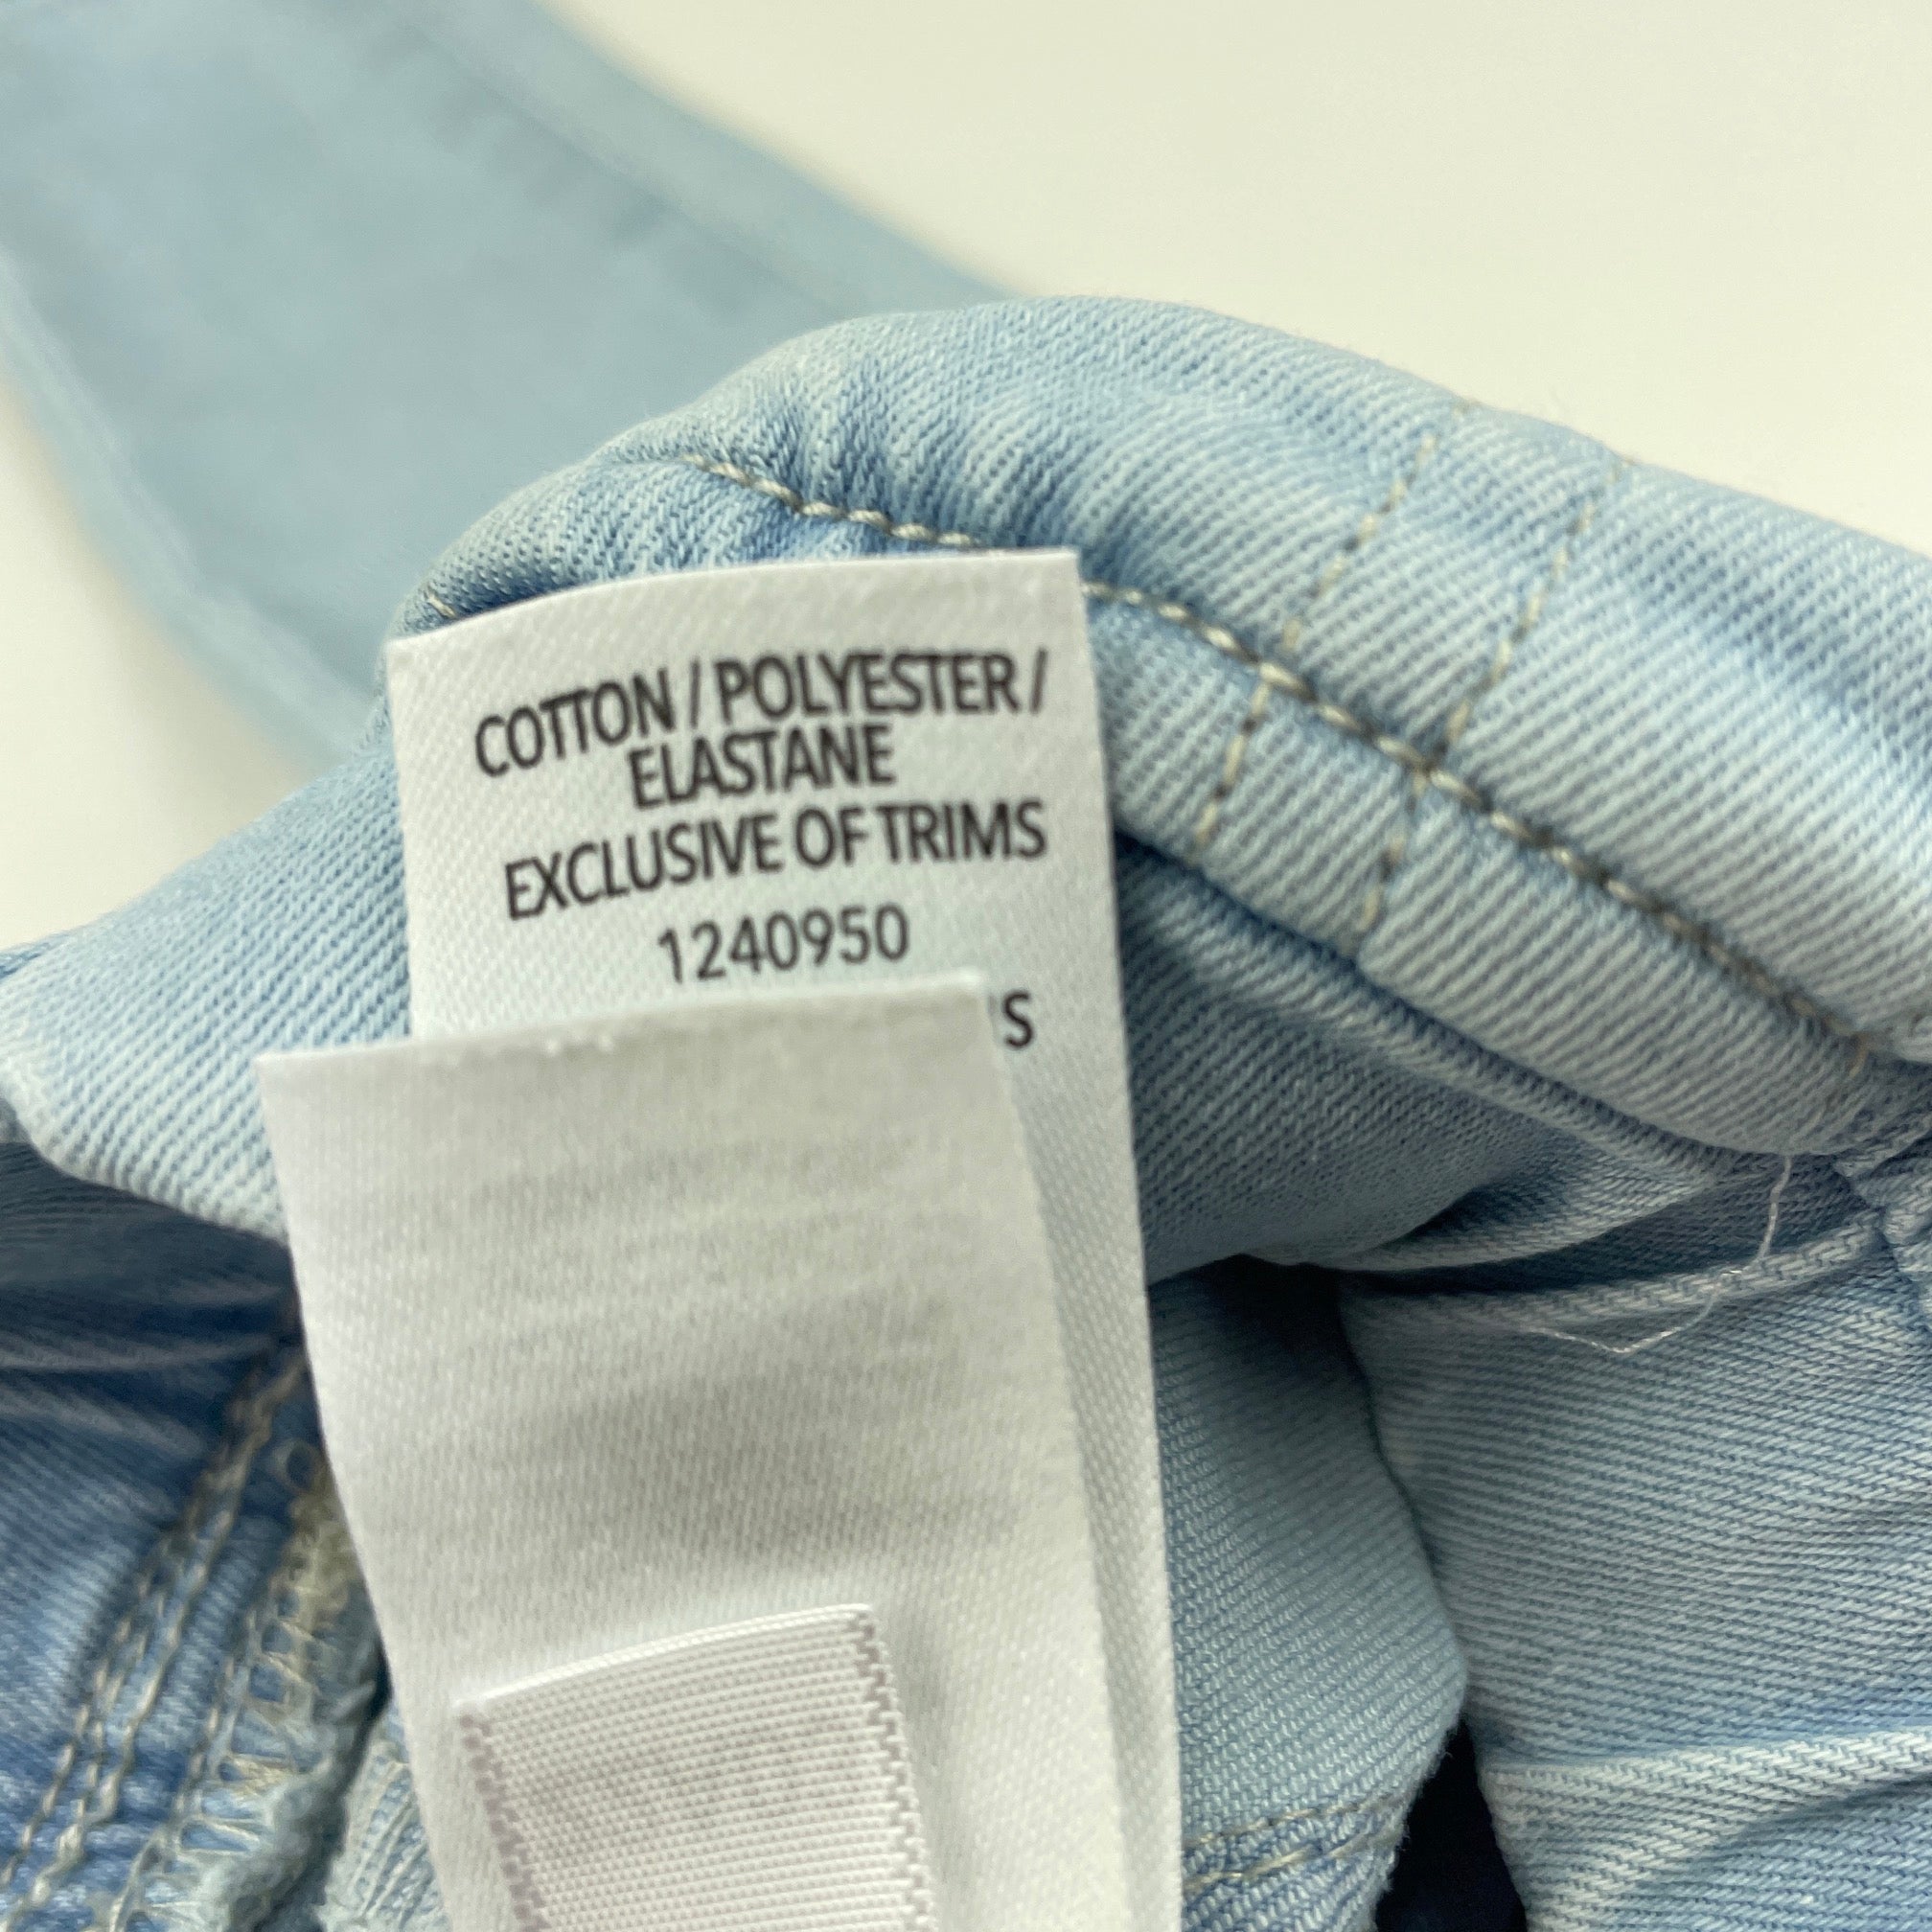 COTTON / POLYESTER /
ELASTANE
EXCLUSIVE OF TRIMS
1240950
S